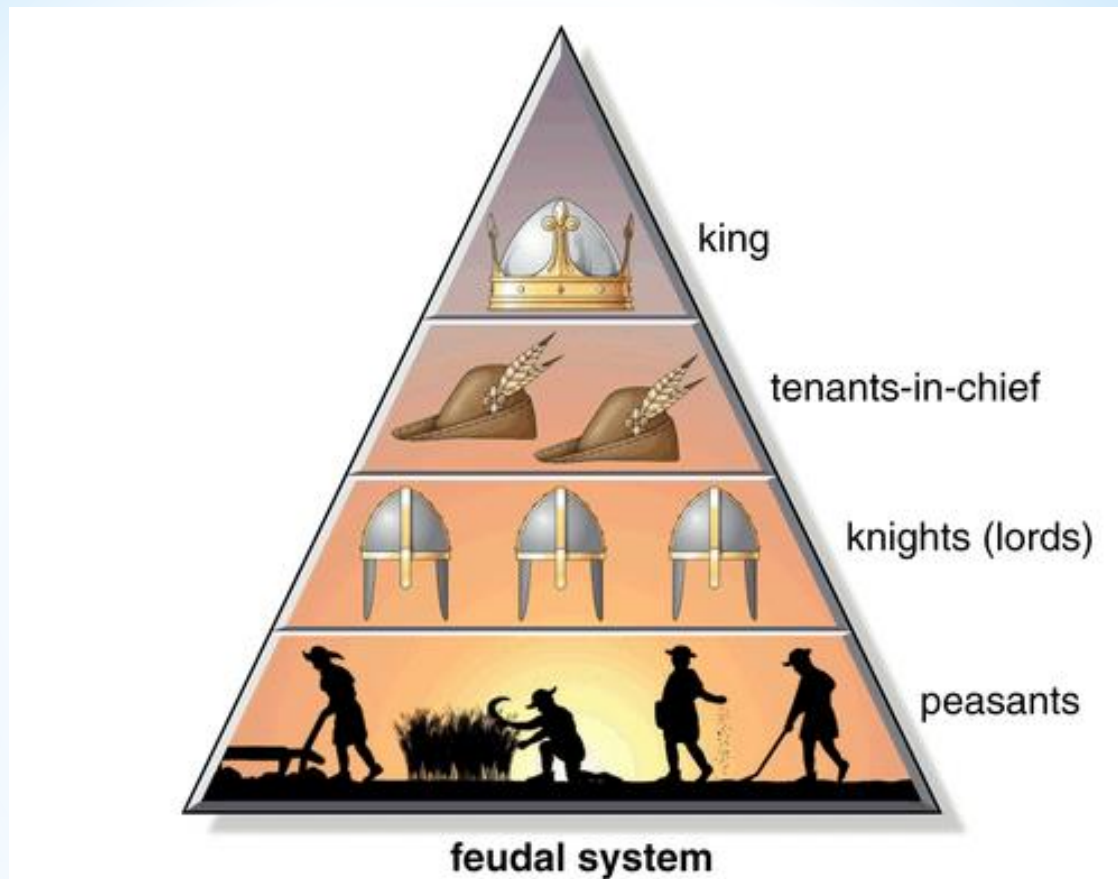 king
tenants-in-chief
knights (lords)
peasants
feudal system